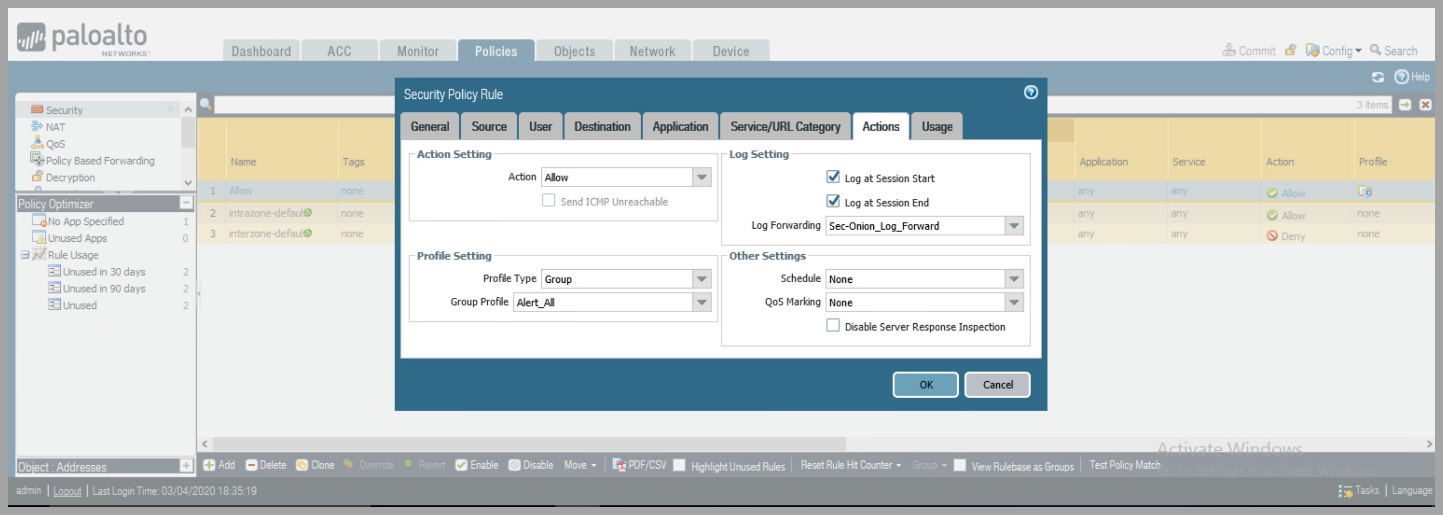 paloalto
NETWORKS
Dashboard ACC Monitor Policies Objects Network Device
Commit Config Search
Help
Security Policy Rule
3 items
Security
NAT
QoS
Policy Based Forwarding
Decryption
General Source User Destination Application Service/URL Category Actions Usage
Name Tags Application Service Action Profile
1 Allow none any any Allow
2 intrazone-default none any any Allow none
3 interzone-default none any any Deny none
Action Setting
Action Allow
Send ICMP Unreachable
Log Setting
Log at Session Start
Log at Session End
Log Forwarding Sec-Onion_Log_Forward
Profile Setting
Profile Type Group
Group Profile Alert_All
Other Settings
Schedule None
QoS Marking None
Disable Server Response Inspection
OK Cancel
Policy Optimizer
No App Specified 1
Unused Apps 0
Rule Usage
Unused in 30 days 2
Unused in 90 days 2
Unused 2
Activate Windows
Go to Settings to activate Windows.
Object : Addresses
Add Delete Clone Override Revert Enable Disable Move PDF/CSV Highlight Unused Rules Reset Rule Hit Counter Group View Rulebase as Groups Test Policy Match
admin | Logout | Last Login Time: 03/04/2020 18:35:19
Tasks | Language